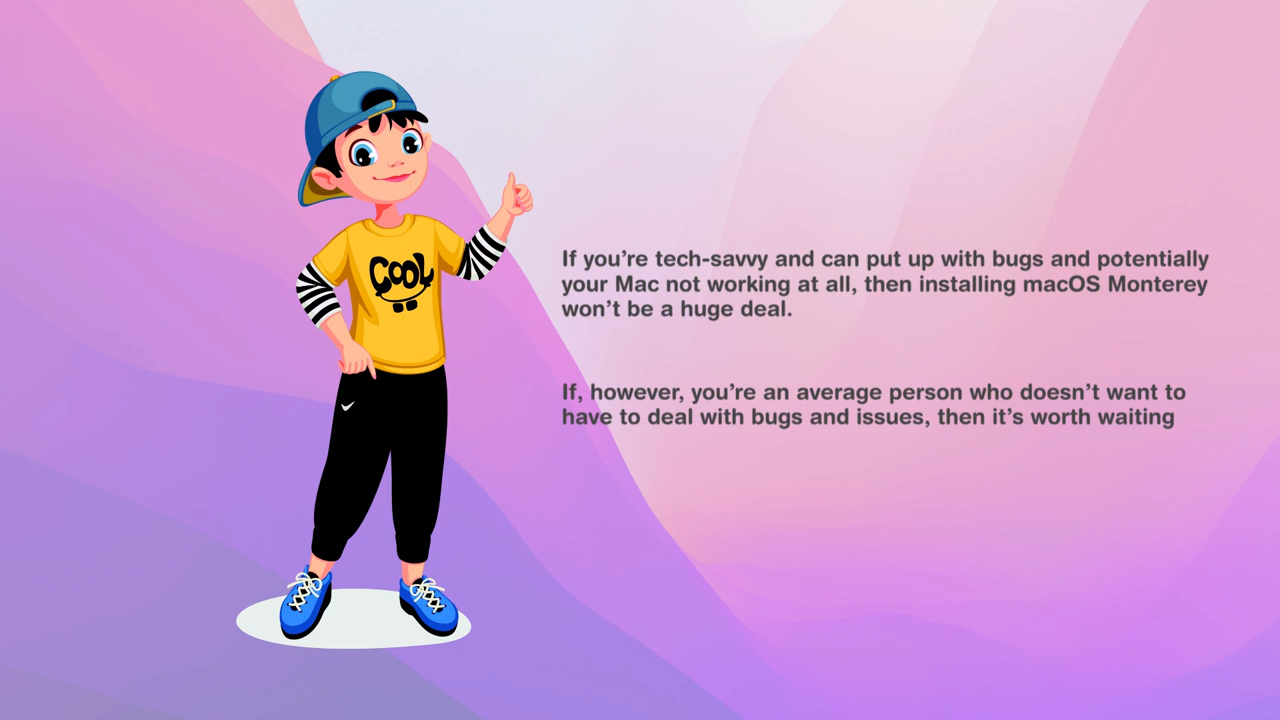 COOL
If you’re tech-savvy and can put up with bugs and potentially
your Mac not working at all, then installing macOS Monterey
won’t be a huge deal.
If, however, you’re an average person who doesn’t want to
have to deal with bugs and issues, then it’s worth waiting